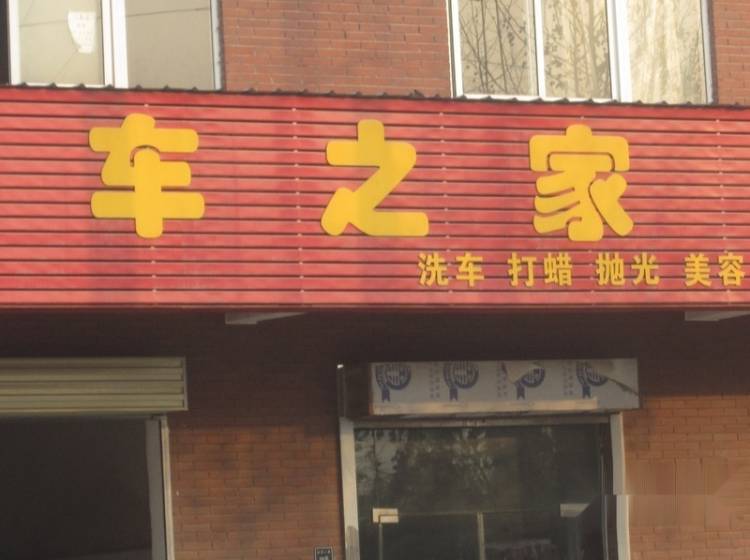 车之家
洗车 打蜡 抛光 美容